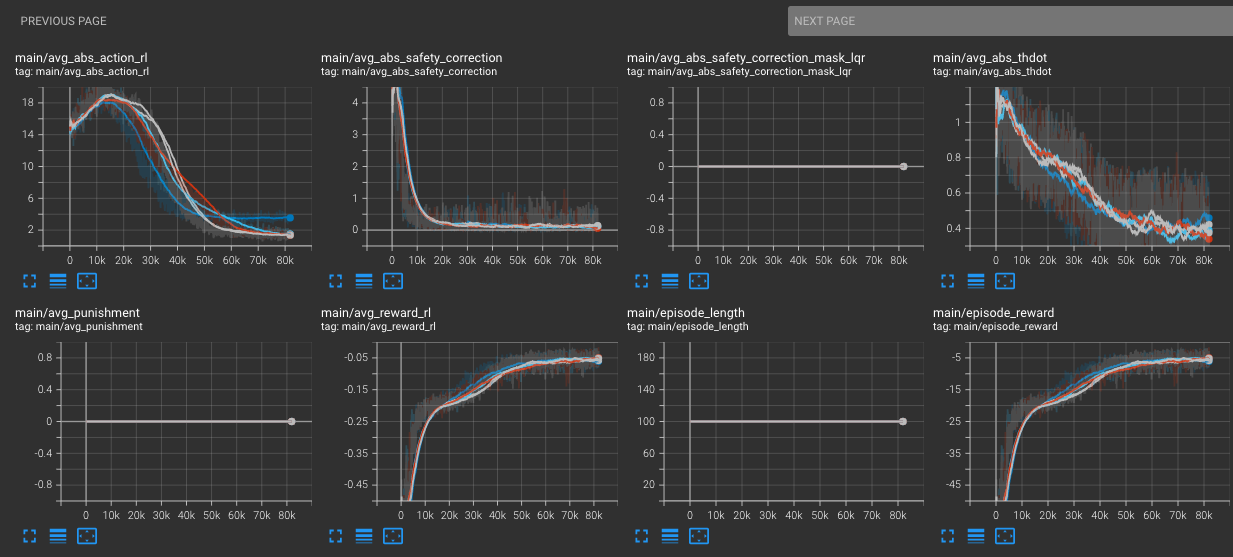 PREVIOUS PAGE
NEXT PAGE
main/avg_abs_action_rl
tag: main/avg_abs_action_rl
18
14
10
6
2
0 10k 20k 30k 40k 50k 60k 70k 80k
main/avg_abs_safety_correction
tag: main/avg_abs_safety_correction
4
3
2
1
0
0 10k 20k 30k 40k 50k 60k 70k 80k
main/avg_abs_safety_correction_mask_lqr
tag: main/avg_abs_safety_correction_mask_lqr
0.8
0.4
0
-0.4
-0.8
0 10k 20k 30k 40k 50k 60k 70k 80k
main/avg_abs_thdot
tag: main/avg_abs_thdot
1
0.8
0.6
0.4
0 10k 20k 30k 40k 50k 60k 70k 80k
main/avg_punishment
tag: main/avg_punishment
0.8
0.4
0
-0.4
-0.8
0 10k 20k 30k 40k 50k 60k 70k 80k
main/avg_reward_rl
tag: main/avg_reward_rl
-0.05
-0.15
-0.25
-0.35
-0.45
0 10k 20k 30k 40k 50k 60k 70k 80k
main/episode_length
tag: main/episode_length
180
140
100
60
20
0 10k 20k 30k 40k 50k 60k 70k 80k
main/episode_reward
tag: main/episode_reward
-5
-15
-25
-35
-45
0 10k 20k 30k 40k 50k 60k 70k 80k